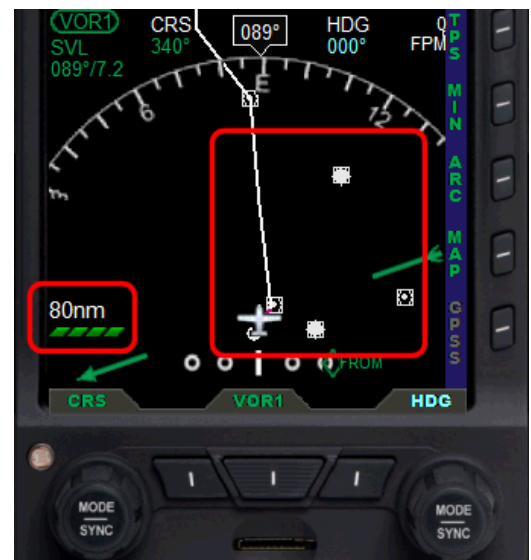 VOR1
CRS
HDG
0
SVL
340°
089°
000°
FPM
089°/7.2
TPS
MIN
ARC
MAP
GPSS
3
6
E
12
80nm
FROM
CRS
VOR1
HDG
MODE
SYNC
MODE
SYNC